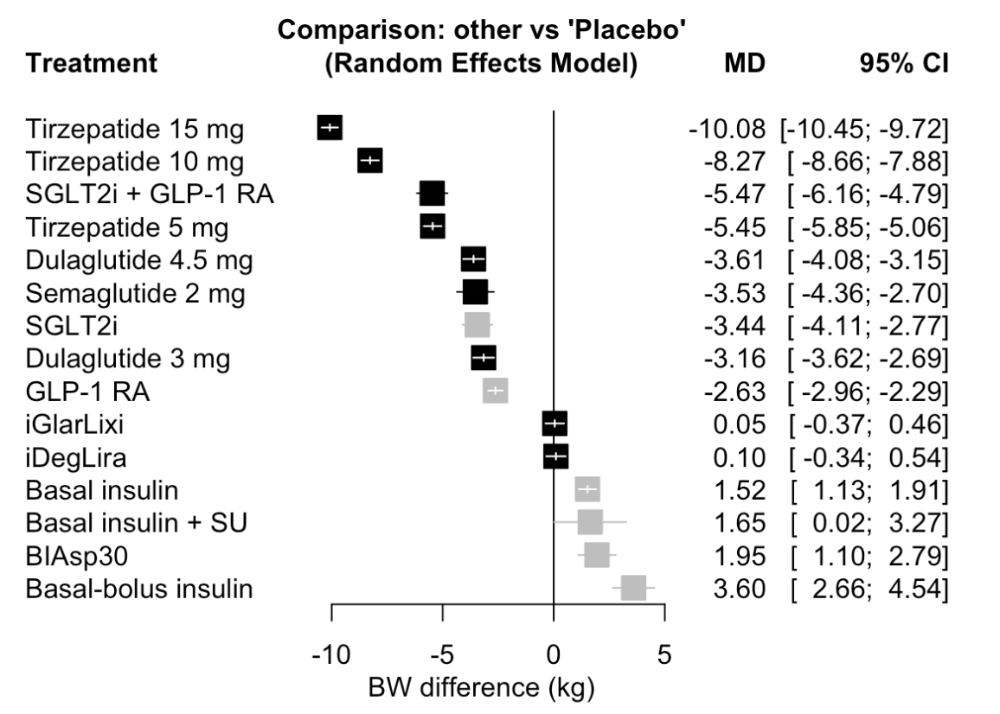 Comparison: other vs 'Placebo'
Treatment (Random Effects Model) MD 95% CI
Tirzepatide 15 mg -10.08 [-10.45; -9.72]
Tirzepatide 10 mg -8.27 [ -8.66; -7.88]
SGLT2i + GLP-1 RA -5.47 [ -6.16; -4.79]
Tirzepatide 5 mg -5.45 [ -5.85; -5.06]
Dulaglutide 4.5 mg -3.61 [ -4.08; -3.15]
Semaglutide 2 mg -3.53 [ -4.36; -2.70]
SGLT2i -3.44 [ -4.11; -2.77]
Dulaglutide 3 mg -3.16 [ -3.62; -2.69]
GLP-1 RA -2.63 [ -2.96; -2.29]
iGlarLixi 0.05 [ -0.37; 0.46]
iDegLira 0.10 [ -0.34; 0.54]
Basal insulin 1.52 [ 1.13; 1.91]
Basal insulin + SU 1.65 [ 0.02; 3.27]
BIAsp30 1.95 [ 1.10; 2.79]
Basal-bolus insulin 3.60 [ 2.66; 4.54]
-10 -5 0 5
BW difference (kg)